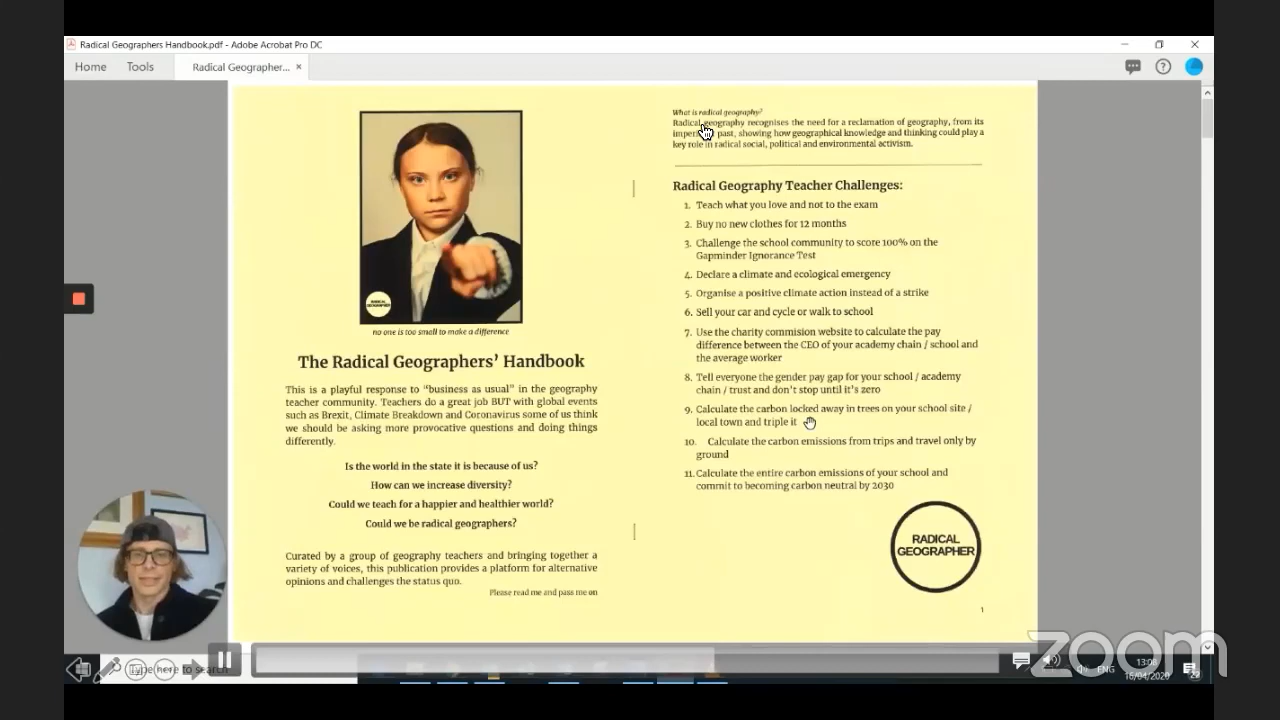 Radical Geographers Handbook.pdf - Adobe Acrobat Pro DC
Home
Tools
Radical Geographer...
RADICAL
GEOGRAPHER
no one is too small to make a difference
The Radical Geographers' Handbook
This is a playful response to "business as usual" in the geography
teacher community. Teachers do a great job BUT with global events
such as Brexit, Climate Breakdown and Coronavirus some of us think
we should be asking more provocative questions and doing things
differently.
Is the world in the state it is because of us?
How can we increase diversity?
Could we teach for a happier and healthier world?
Could we be radical geographers?
Curated by a group of geography teachers and bringing together a
variety of voices, this publication provides a platform for alternative
opinions and challenges the status quo.
Please read me and pass me on
What is radical geography?
Radical geography recognises the need for a reclamation of geography, from its
past, showing how geographical knowledge and thinking could play a
key role in radical social, political and environmental activism.
Radical Geography Teacher Challenges:
1. Teach what you love and not to the exam
2. Buy no new clothes for 12 months
3. Challenge the school community to score 100% on the
Gapminder Ignorance Test
4. Declare a climate and ecological emergency
5. Organise a positive climate action instead of a strike
6. Sell your car and cycle or walk to school
7. Use the charity commision website to calculate the pay
difference between the CEO of your academy chain / school and
the average worker
8. Tell everyone the gender pay gap for your school / academy
chain / trust and don't stop until it's zero
9. Calculate the carbon locked away in trees on your school site /
local town and triple it
10. Calculate the carbon emissions from trips and travel only by
ground
11. Calculate the entire carbon emissions of your school and
commit to becoming carbon neutral by 2030
RADICAL
GEOGRAPHER
1
zoom
Type here to search
ENG
13:08
16/04/2020